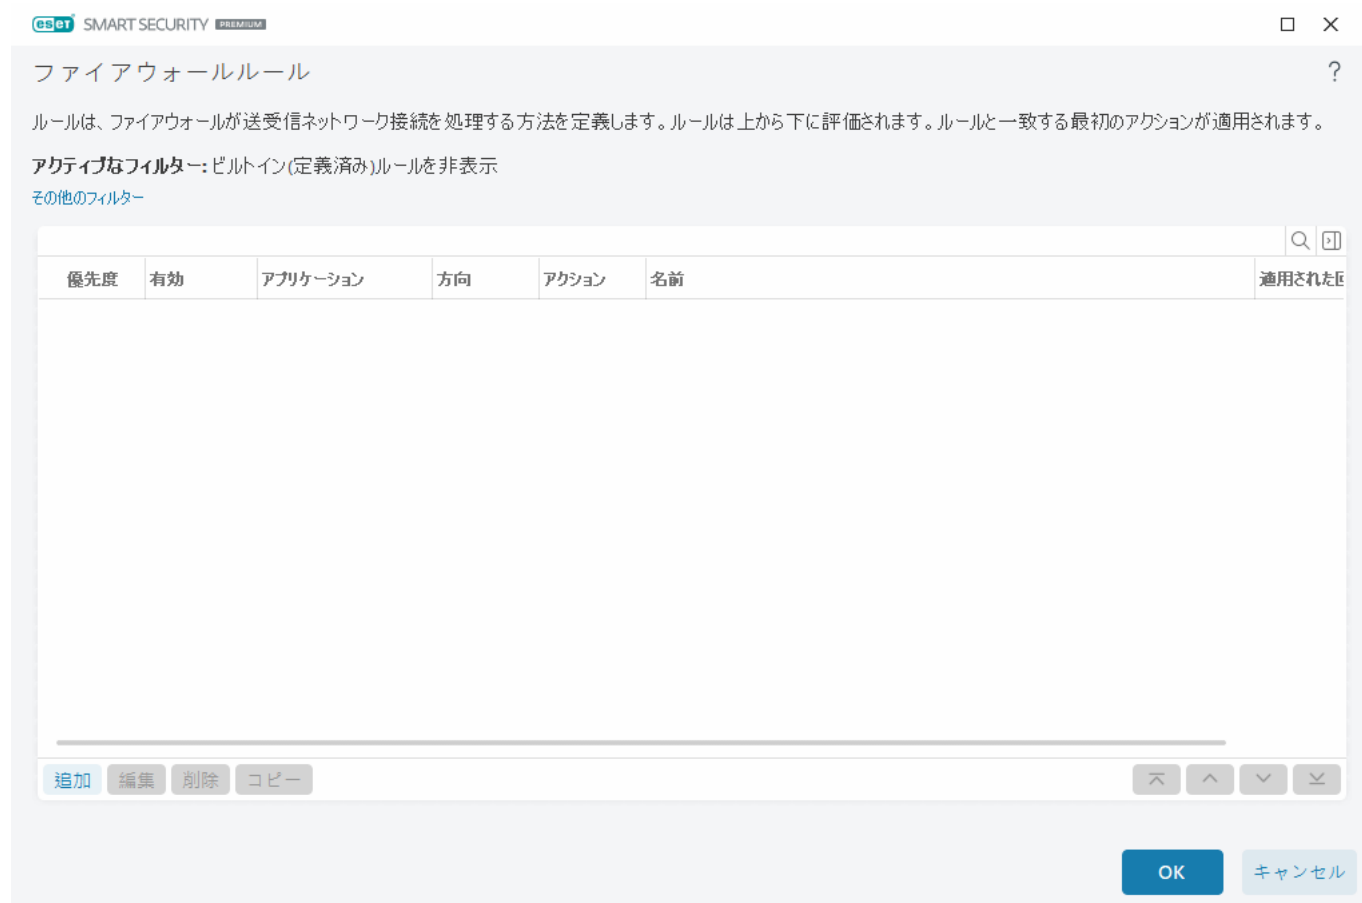 eset SMART SECURITY PREMIUM
ファイアウォールルール
?
ルールは、ファイアウォールが送受信ネットワーク接続を処理する方法を定義します。ルールは上から下に評価されます。ルールと一致する最初のアクションが適用されます。
アクティブなフィルター: ビルトイン(定義済み)ルールを非表示
その他のフィルター
優先度 有効 アプリケーション 方向 アクション 名前 適用された
追加 編集 削除 コピー
OK キャンセル